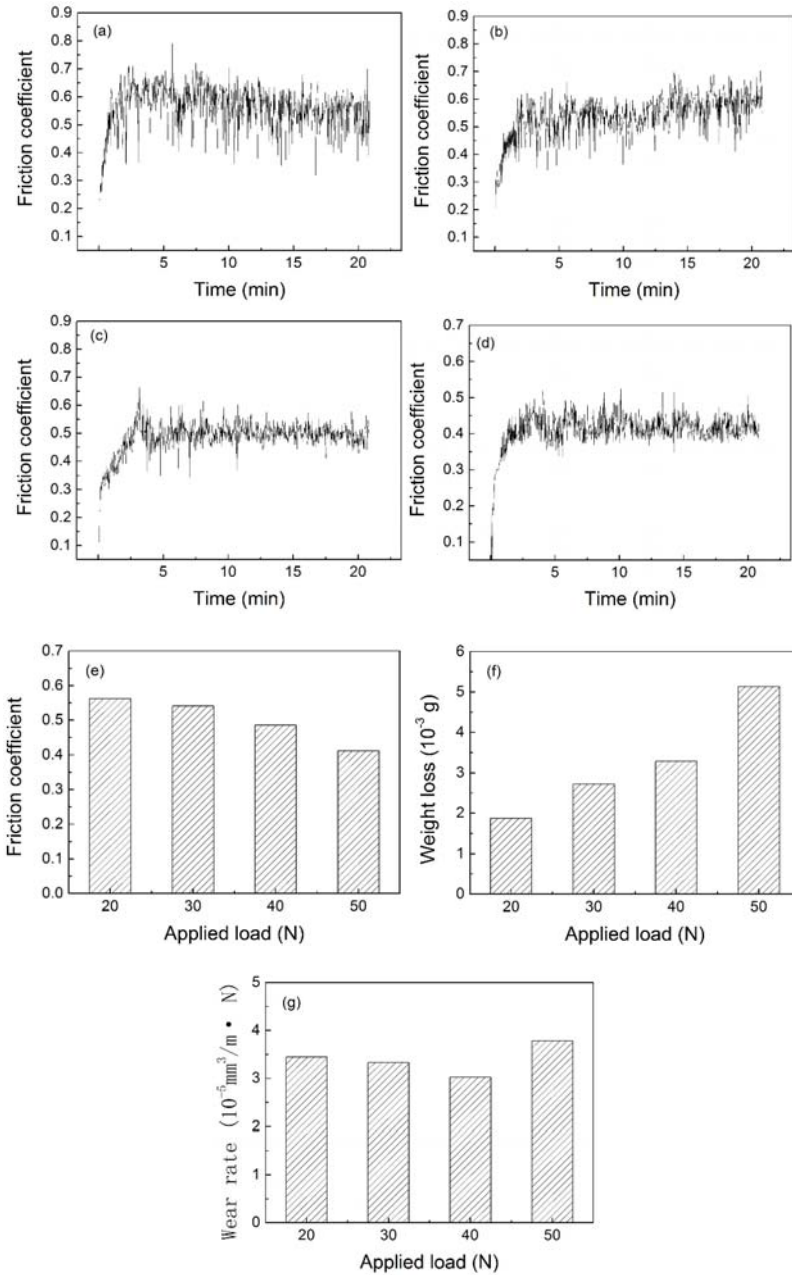 (a)
0.9
0.8
0.7
0.6
0.5
0.4
0.3
0.2
0.1
Friction coefficient
5 10 15 20
Time (min)
(b)
0.9
0.8
0.7
0.6
0.5
0.4
0.3
0.2
0.1
Friction coefficient
5 10 15 20
Time (min)
(c)
0.9
0.8
0.7
0.6
0.5
0.4
0.3
0.2
0.1
Friction coefficient
5 10 15 20
Time (min)
(d)
0.7
0.6
0.5
0.4
0.3
0.2
0.1
Friction coefficient
5 10 15 20
Time (min)
(e)
0.7
0.6
0.5
0.4
0.3
0.2
0.1
0.0
Friction coefficient
20 30 40 50
Applied load (N)
(f)
6
5
4
3
2
1
0
Weight loss (10⁻³ g)
20 30 40 50
Applied load (N)
(g)
5
4
3
2
1
0
Wear rate (10⁻⁵mm³/m• N)
20 30 40 50
Applied load (N)